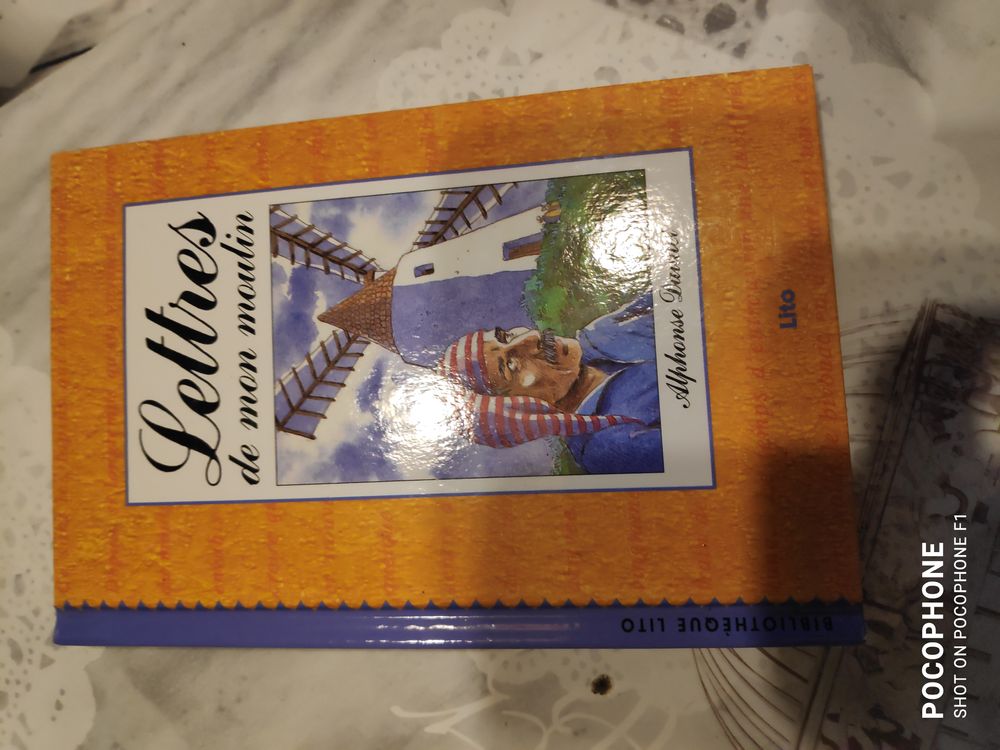 Lettres
de mon moulin
Alphonse Daudet
Lito
BIBLIOTHÈQUE LITO
POCOPHONE
SHOT ON POCOPHONE F1